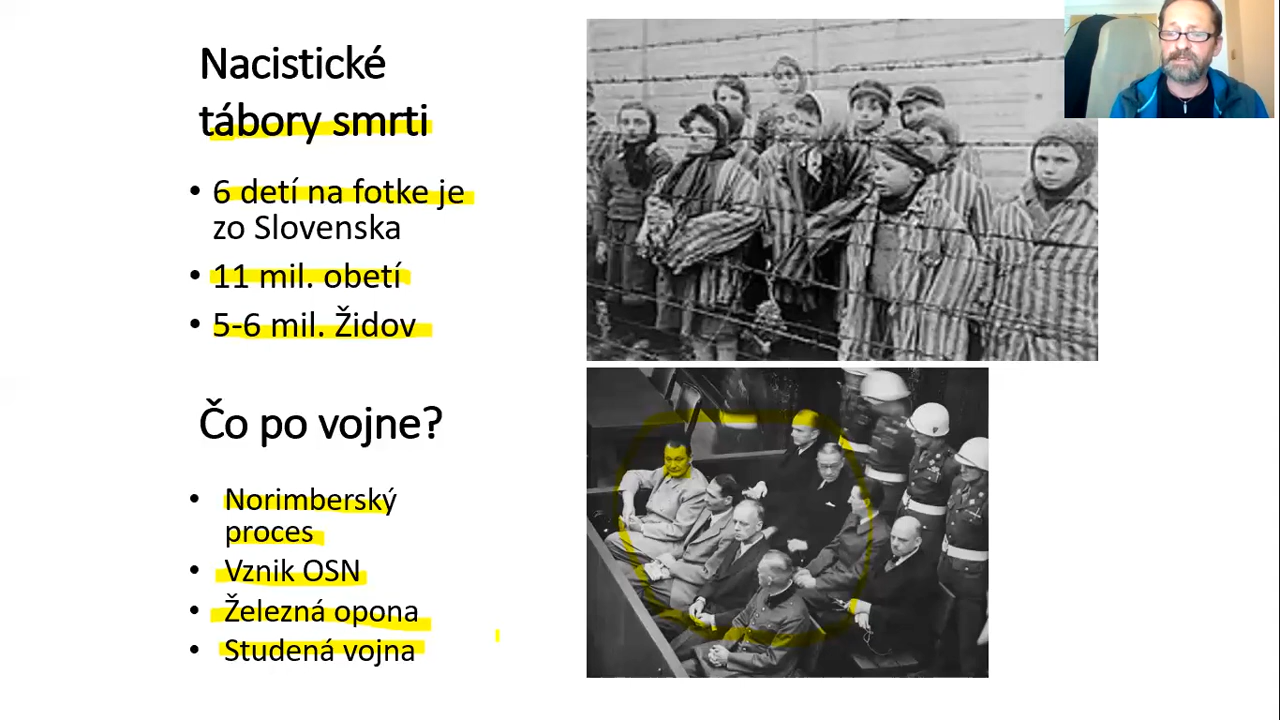 Nacistické
tábory smrti
• 6 detí na fotke je
zo Slovenska
• 11 mil. obetí
• 5-6 mil. Židov
Čo po vojne?
• Norimberský
proces
• Vznik OSN
• Železná opona
• Studená vojna